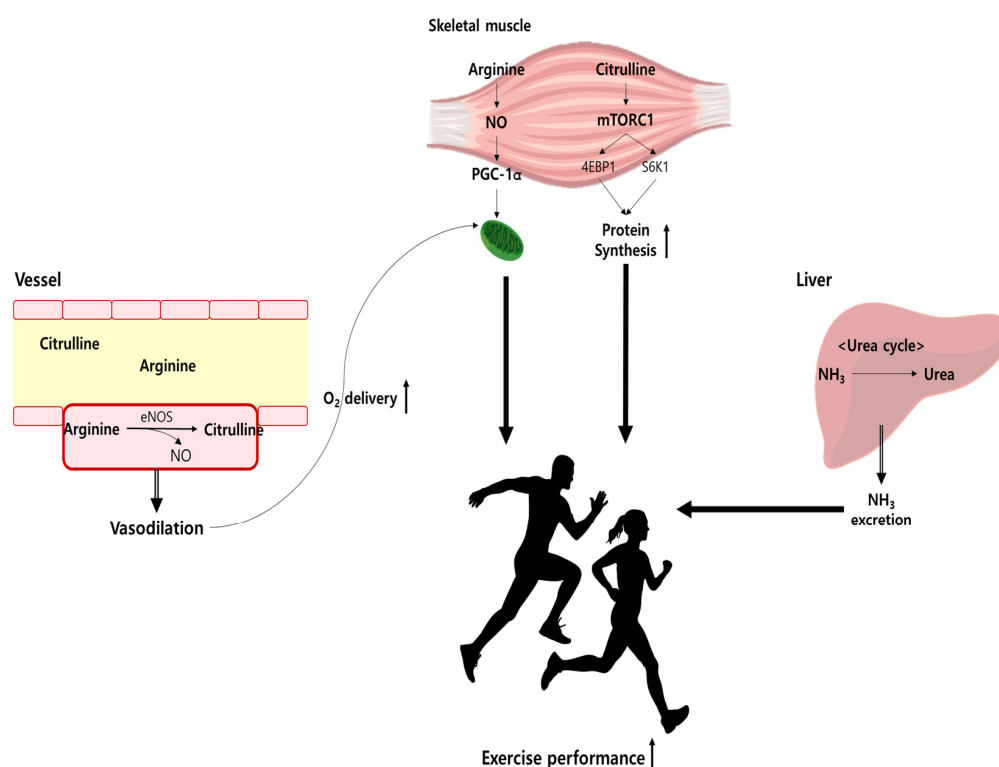 Skeletal muscle
Arginine
Citrulline
NO
mTORC1
PGC-1α
4EBP1
S6K1
Protein
Synthesis
Vessel
Citrulline
Arginine
Arginine
eNOS
Citrulline
NO
Vasodilation
O₂ delivery
Liver
<Urea cycle>
NH₃
Urea
NH₃
excretion
Exercise performance